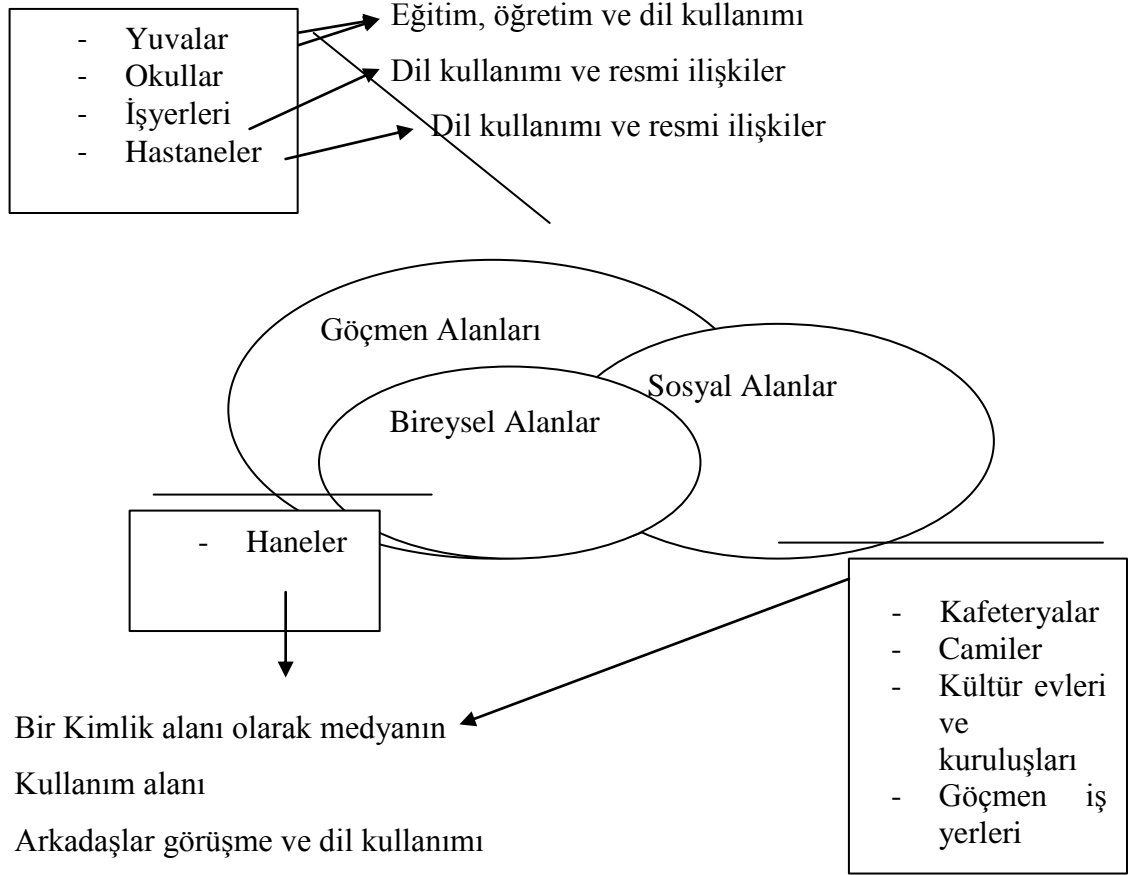 - Yuvalar
- Okullar
- İşyerleri
- Hastaneler
Eğitim, öğretim ve dil kullanımı
Dil kullanımı ve resmi ilişkiler
Dil kullanımı ve resmi ilişkiler
Göçmen Alanları
Sosyal Alanlar
Bireysel Alanlar
- Haneler
- Kafeteryalar
- Camiler
- Kültür evleri
ve
kuruluşları
- Göçmen iş
yerleri
Bir Kimlik alanı olarak medyanın
Kullanım alanı
Arkadaşlar görüşme ve dil kullanımı